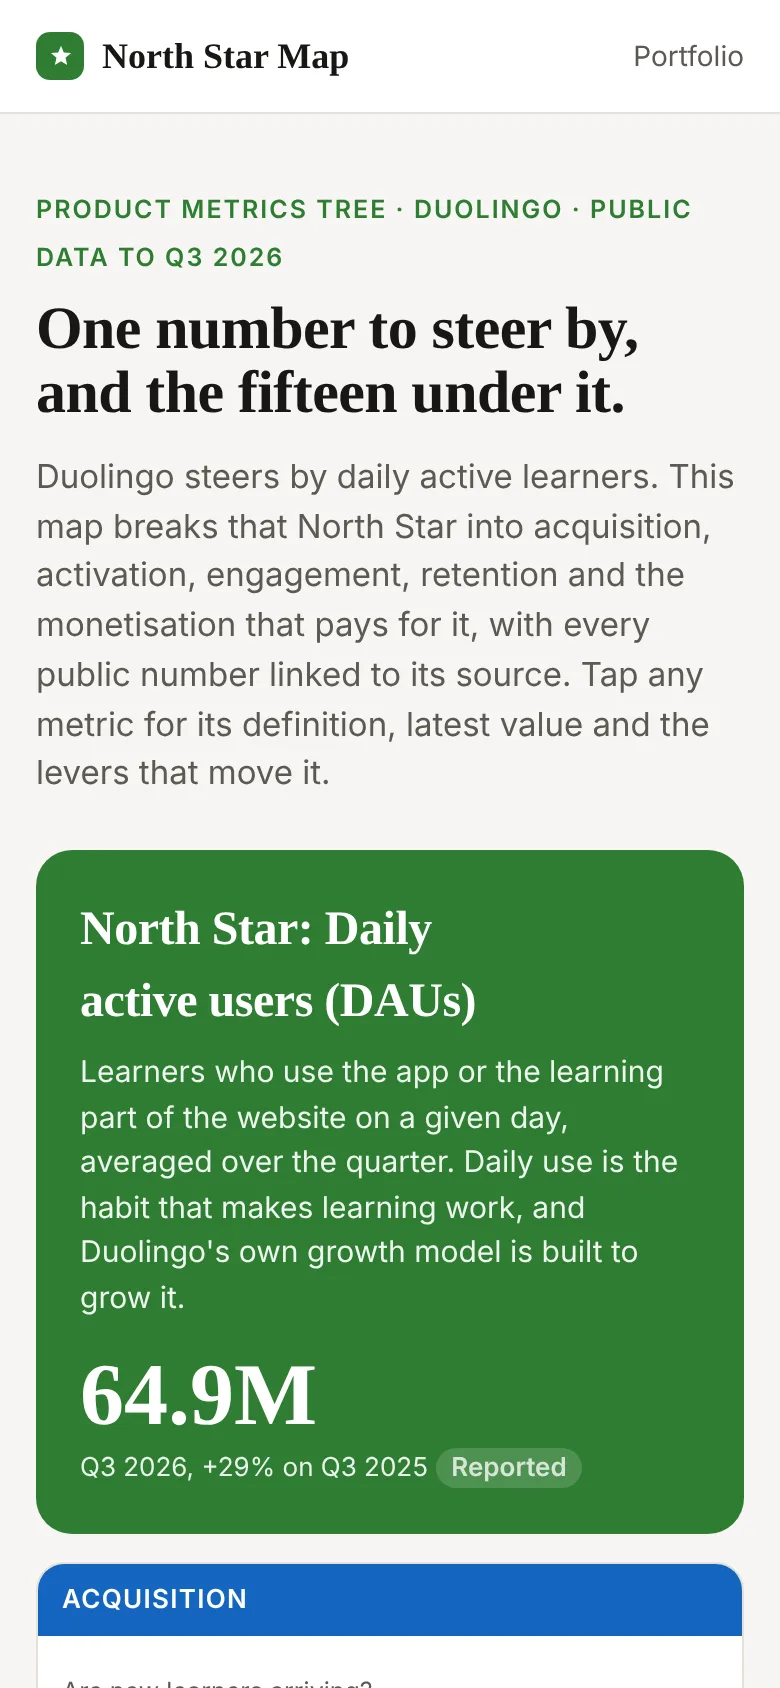 North Star Map
Portfolio
PRODUCT METRICS TREE · DUOLINGO · PUBLIC
DATA TO Q3 2026
One number to steer by,
and the fifteen under it.
Duolingo steers by daily active learners. This
map breaks that North Star into acquisition,
activation, engagement, retention and the
monetisation that pays for it, with every
public number linked to its source. Tap any
metric for its definition, latest value and the
levers that move it.
North Star: Daily
active users (DAUs)
Learners who use the app or the learning
part of the website on a given day,
averaged over the quarter. Daily use is the
habit that makes learning work, and
Duolingo's own growth model is built to
grow it.
64.9M
Q3 2026, +29% on Q3 2025 Reported
ACQUISITION
Are new learners arriving?